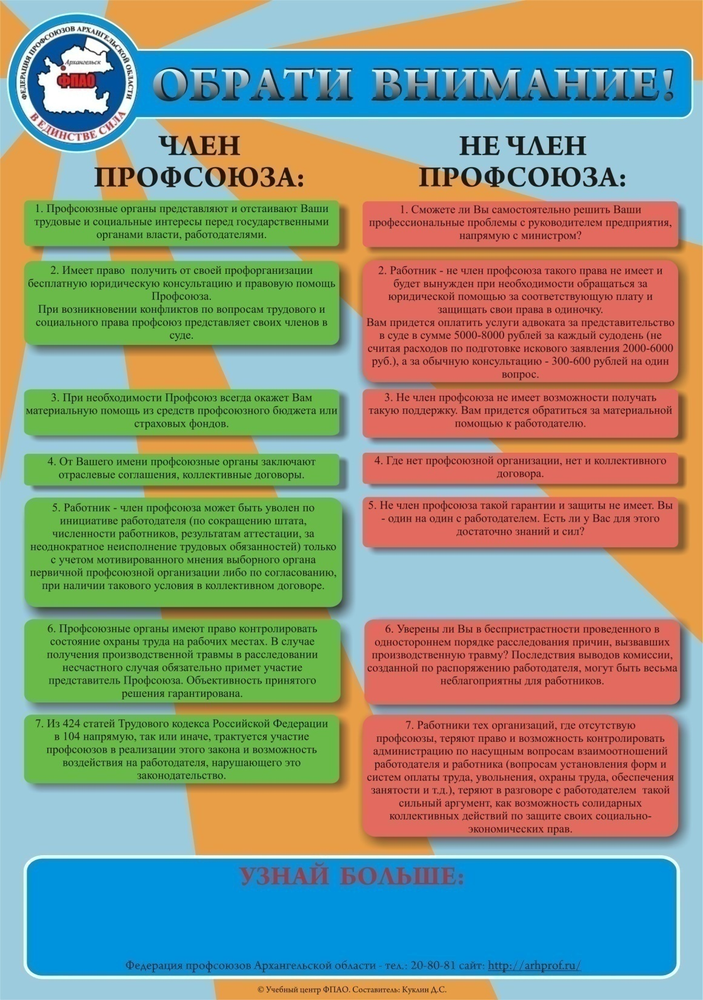 ФЕДЕРАЦИЯ ПРОФСОЮЗОВ АРХАНГЕЛЬСКОЙ ОБЛАСТИ
Архангельск
ФПАО
В ЕДИНСТВЕ СИЛА
ОБРАТИ ВНИМАНИЕ!
ЧЛЕН
ПРОФСОЮЗА:
1. Профсоюзные органы представляют и отстаивают Ваши
трудовые и социальные интересы перед государственными
органами власти, работодателями.
2. Имеет право получить от своей профорганизации
бесплатную юридическую консультацию и правовую помощь
Профсоюза.
При возникновении конфликтов по вопросам трудового и
социального права профсоюз представляет своих членов в
суде.
3. При необходимости Профсоюз всегда окажет Вам
материальную помощь из средств профсоюзного бюджета или
страховых фондов.
4. От Вашего имени профсоюзные органы заключают
отраслевые соглашения, коллективные договоры.
5. Работник - член профсоюза может быть уволен по
инициативе работодателя (по сокращению штата,
численности работников, результатам аттестации, за
неоднократное неисполнение трудовых обязанностей) только
с учетом мотивированного мнения выборного органа
первичной профсоюзной организации либо по согласованию,
при наличии такового условия в коллективном договоре.
6. Профсоюзные органы имеют право контролировать
состояние охраны труда на рабочих местах. В случае
получения производственной травмы в расследовании
несчастного случая обязательно примет участие
представитель Профсоюза. Объективность принятого
решения гарантирована.
7. Из 424 статей Трудового кодекса Российской Федерации
в 104 напрямую, так или иначе, трактуется участие
профсоюзов в реализации этого закона и возможность
воздействия на работодателя, нарушающего это
законодательство.
НЕ ЧЛЕН
ПРОФСОЮЗА:
1. Сможете ли Вы самостоятельно решить Ваши
профессиональные проблемы с руководителем предприятия,
напрямую с министром?
2. Работник - не член профсоюза такого права не имеет и
будет вынужден при необходимости обращаться за
юридической помощью за соответствующую плату и
защищать свои права в одиночку.
Вам придется оплатить услуги адвоката за представительство
в суде в сумме 5000-8000 рублей за каждый судодень (не
считая расходов по подготовке искового заявления 2000-6000
руб.), а за обычную консультацию - 300-600 рублей на один
вопрос.
3. Не член профсоюза не имеет возможности получать
такую поддержку. Вам придется обратиться за материальной
помощью к работодателю.
4. Где нет профсоюзной организации, нет и коллективного
договора.
5. Не член профсоюза такой гарантии и защиты не имеет. Вы
- один на один с работодателем. Есть ли у Вас для этого
достаточно знаний и сил?
6. Уверены ли Вы в беспристрастности проведенного в
одностороннем порядке расследования причин, вызвавших
производственную травму? Последствия выводов комиссии,
созданной по распоряжению работодателя, могут быть весьма
неблагоприятны для работников.
7. Работники тех организаций, где отсутствую
профсоюзы, теряют право и возможность контролировать
администрацию по насущным вопросам взаимоотношений
работодателя и работника (вопросам установления форм и
систем оплаты труда, увольнения, охраны труда, обеспечения
занятости и т.д.), теряют в разговоре с работодателем такой
сильный аргумент, как возможность солидарных
коллективных действий по защите своих социально-
экономических прав.
УЗНАЙ БОЛЬШЕ:
Федерация профсоюзов Архангельской области - тел.: 20-80-81 сайт: http://arhprof.ru/
© Учебный центр ФПАО. Составитель: Куклин Д.С.